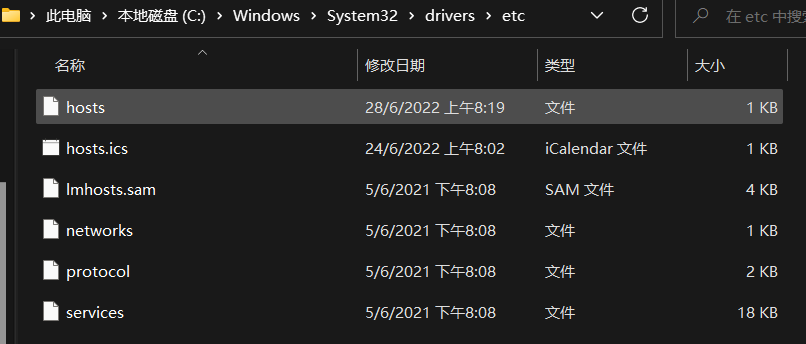 此电脑 › 本地磁盘 (C:) › Windows › System32 › drivers › etc 在 etc 中搜
名称 修改日期 类型 大小
hosts 28/6/2022 上午8:19 文件 1 KB
hosts.ics 24/6/2022 上午8:02 iCalendar 文件 1 KB
lmhosts.sam 5/6/2021 下午8:08 SAM 文件 4 KB
networks 5/6/2021 下午8:08 文件 1 KB
protocol 5/6/2021 下午8:08 文件 2 KB
services 5/6/2021 下午8:08 文件 18 KB